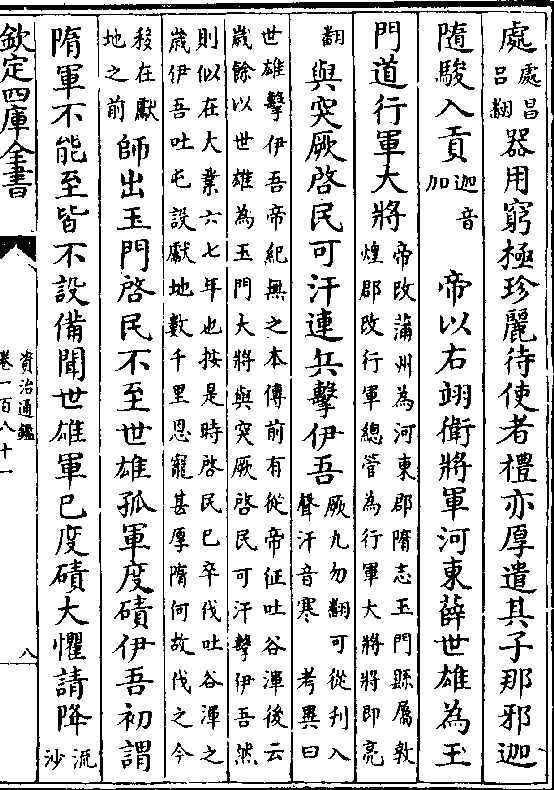 處處昌呂翻器用窮極珍麗待使者禮亦厚遣其子那邪迦
隨駿入貢迦音加 帝以右翊衛將軍河東薛世雄為玉
門道行軍大將帝改蒲州為河東郡隋志玉門縣屬敦煌郡改行軍總管為行軍大將將即亮
翻與突厥啓民可汗連兵擊伊吾厥九勿翻可從刋入聲汗音寒 考異曰
世雄擊伊吾帝紀無之本傳前有從帝征吐谷渾後云
歲餘以世雄為玉門大將與突厥啓民可汗擊伊吾然
則似在大業六七年也按是時啓民已卒伐吐谷渾之
歲伊吾吐屯設獻地數千里恩寵甚厚隋何故伐之今
移在獻地之前師出玉門啓民不至世雄孤軍度磧伊吾初謂
隋軍不能至皆不設備聞世雄軍已度磧大懼請降流沙
欽定四庫全書
資治通鑑
卷一百八十一
八